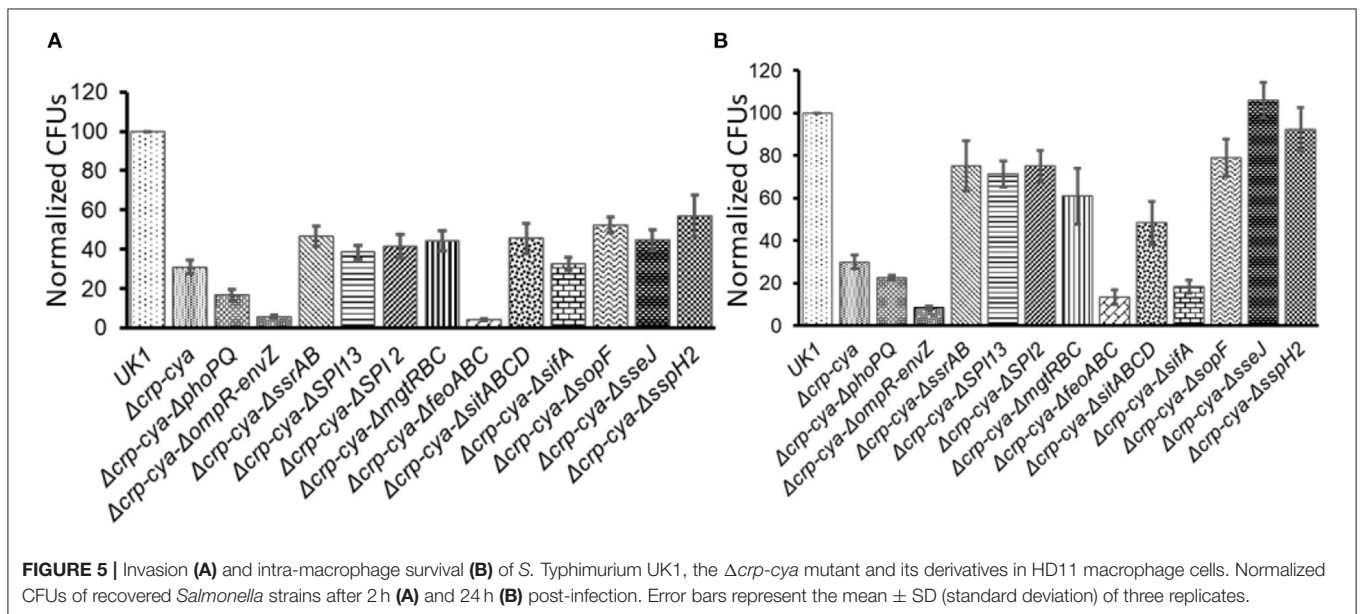 A
B
Normalized CFUs
120
100
80
60
40
20
0
UK1
Δcrp-cya
Δcrp-cya-ΔphoPQ
Δcrp-cya-ΔompR-envZ
Δcrp-cya-ΔssrAB
Δcrp-cya-ΔSPI13
Δcrp-cya-ΔSPI 2
Δcrp-cya-ΔmgtRBC
Δcrp-cya-ΔfeoABC
Δcrp-cya-ΔsitABCD
Δcrp-cya-ΔsifA
Δcrp-cya-ΔsopF
Δcrp-cya-ΔsseJ
Δcrp-cya-ΔsspH2
Normalized CFUs
120
100
80
60
40
20
0
UK1
Δcrp-cya
Δcrp-cya-ΔphoPQ
Δcrp-cya-ΔompR-envZ
Δcrp-cya-ΔssrAB
Δcrp-cya-ΔSPI13
Δcrp-cya-ΔSPI2
Δcrp-cya-ΔmgtRBC
Δcrp-cya-ΔfeoABC
Δcrp-cya-ΔsitABCD
Δcrp-cya-ΔsifA
Δcrp-cya-ΔsopF
Δcrp-cya-ΔsseJ
Δcrp-cya-ΔsspH2
FIGURE 5 | Invasion (A) and intra-macrophage survival (B) of S. Typhimurium UK1, the Δcrp-cya mutant and its derivatives in HD11 macrophage cells. Normalized
CFUs of recovered Salmonella strains after 2 h (A) and 24 h (B) post-infection. Error bars represent the mean ± SD (standard deviation) of three replicates.